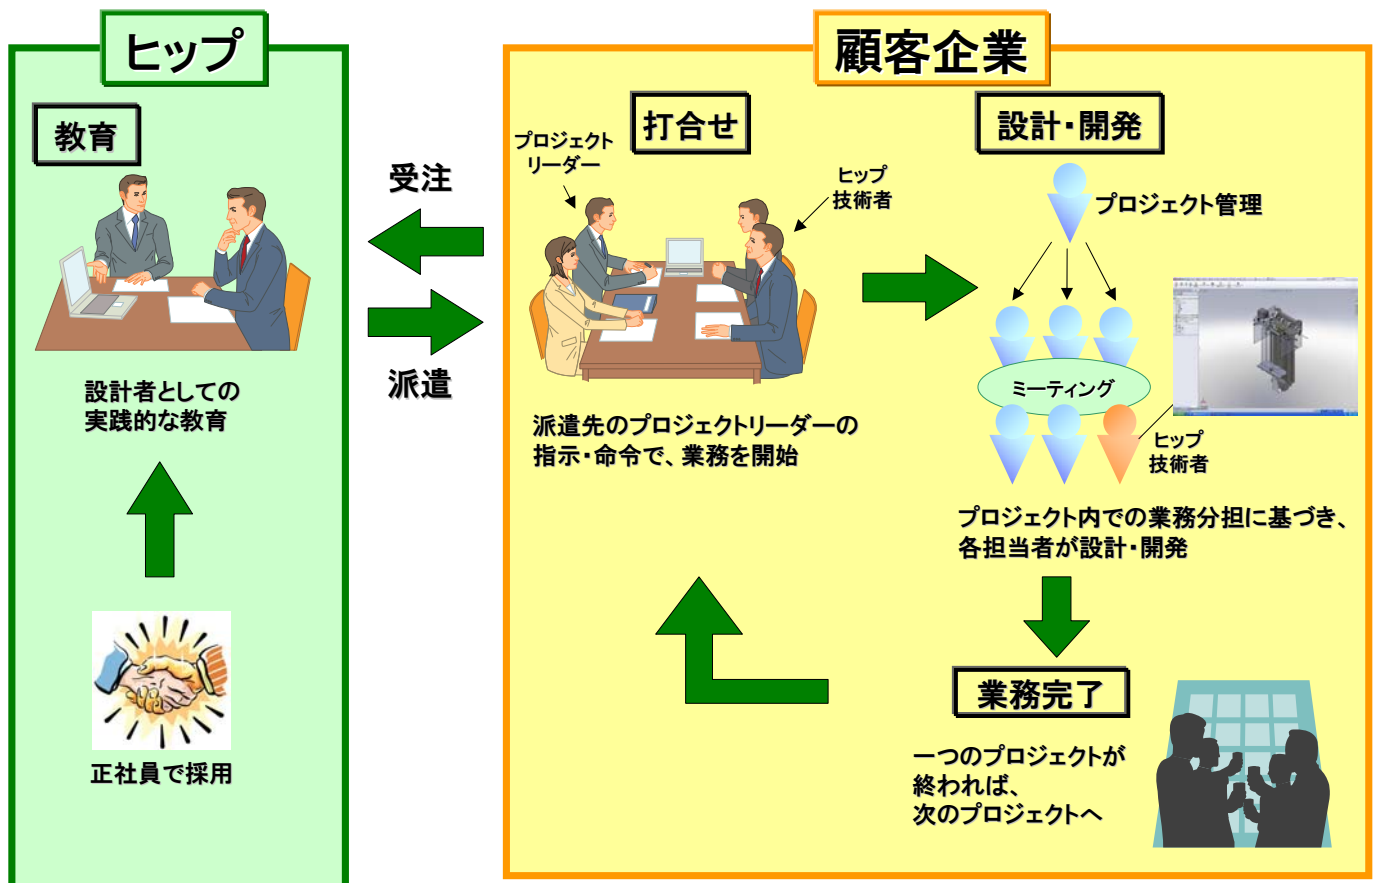 ヒップ
教育
設計者としての
実践的な教育
正社員で採用
受注
派遣
顧客企業
打合せ
プロジェクト
リーダー
ヒップ
技術者
派遣先のプロジェクトリーダーの
指示・命令で、業務を開始
設計・開発
プロジェクト管理
ミーティング
ヒップ
技術者
プロジェクト内での業務分担に基づき、
各担当者が設計・開発
業務完了
一つのプロジェクトが
終われば、
次のプロジェクトへ